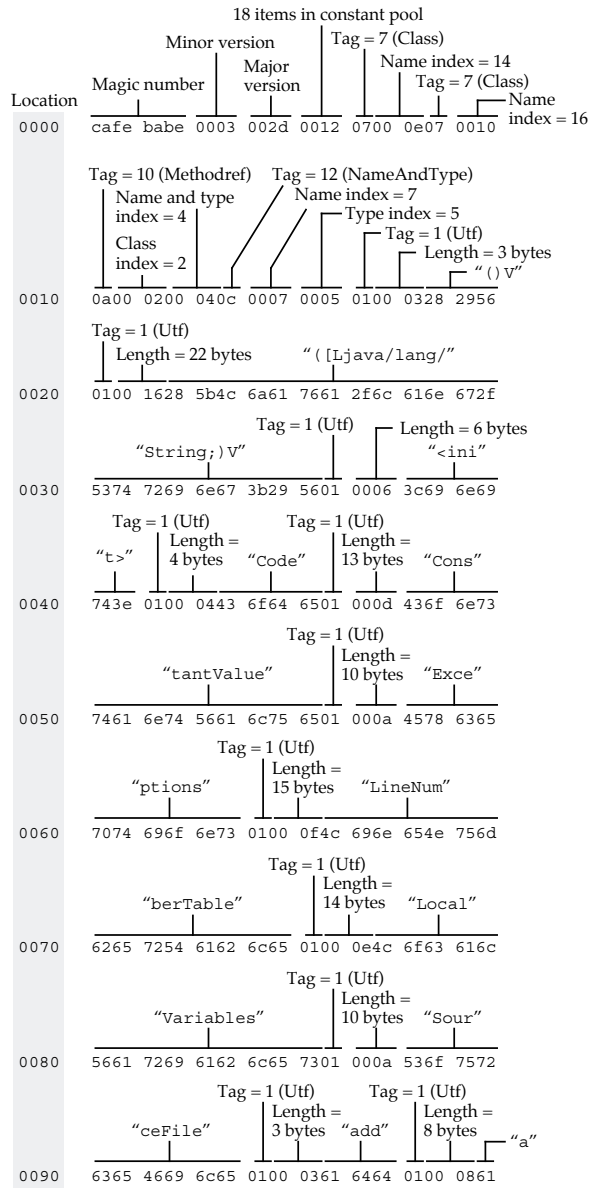 18 items in constant pool
Tag = 7 (Class)
Minor version
Name index = 14
Major
version
Tag = 7 (Class)
Magic number
Name
index = 16
Location
0000 cafe babe 0003 002d 0012 0700 0e07 0010
Tag = 10 (Methodref)
Tag = 12 (NameAndType)
Name and type
index = 4
Name index = 7
Type index = 5
Class
index = 2
Tag = 1 (Utf)
Length = 3 bytes
“()V”
0010 0a00 0200 040c 0007 0005 0100 0328 2956
Tag = 1 (Utf)
Length = 22 bytes
“([Ljava/lang/”
0020 0100 1628 5b4c 6a61 7661 2f6c 616e 672f
Tag = 1 (Utf)
Length = 6 bytes
“String;)V”
“<ini”
0030 5374 7269 6e67 3b29 5601 0006 3c69 6e69
Tag = 1 (Utf)
Tag = 1 (Utf)
“t>”
Length =
4 bytes
“Code”
Length =
13 bytes
“Cons”
0040 743e 0100 0443 6f64 6501 000d 436f 6e73
Tag = 1 (Utf)
“tantValue”
Length =
10 bytes
“Exce”
0050 7461 6e74 5661 6c75 6501 000a 4578 6365
Tag = 1 (Utf)
“ptions”
Length =
15 bytes
“LineNum”
0060 7074 696f 6e73 0100 0f4c 696e 654e 756d
Tag = 1 (Utf)
“berTable”
Length =
14 bytes
“Local”
0070 6265 7254 6162 6c65 0100 0e4c 6f63 616c
Tag = 1 (Utf)
“Variables”
Length =
10 bytes
“Sour”
0080 5661 7269 6162 6c65 7301 000a 536f 7572
Tag = 1 (Utf)
Tag = 1 (Utf)
“ceFile”
Length =
3 bytes
“add”
Length =
8 bytes
“a”
0090 6365 4669 6c65 0100 0361 6464 0100 0861